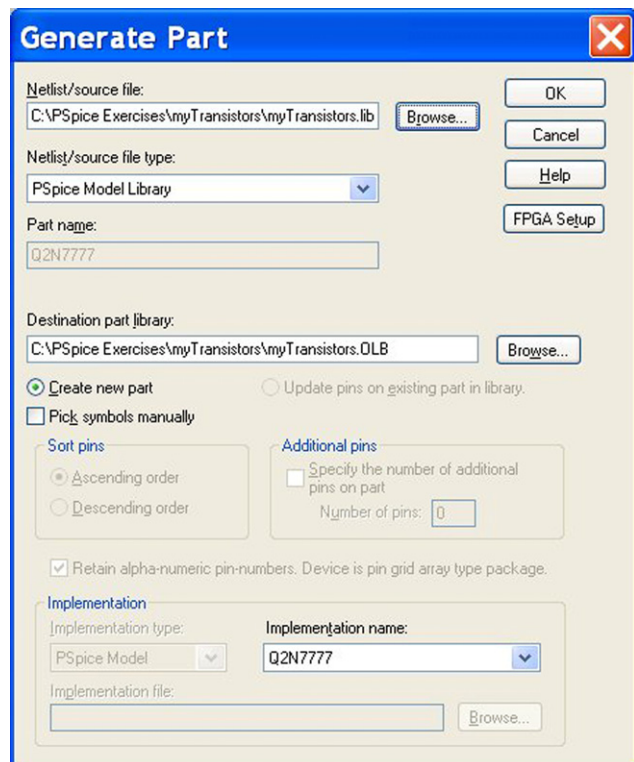 Generate Part
Netlist/source file:
C:\PSpice Exercises\myTransistors\myTransistors.lib
Browse...
OK
Cancel
Netlist/source file type:
PSpice Model Library
Help
Part name:
FPGA Setup
Q2N7777
Destination part library:
C:\PSpice Exercises\myTransistors\myTransistors.OLB
Browse...
Create new part
Update pins on existing part in library.
Pick symbols manually
Sort pins
Ascending order
Descending order
Additional pins
Specify the number of additional
pins on part
Number of pins: 0
Retain alpha-numeric pin-numbers. Device is pin grid array type package.
Implementation
Implementation type:
Implementation name:
PSpice Model
Q2N7777
Implementation file:
Browse...